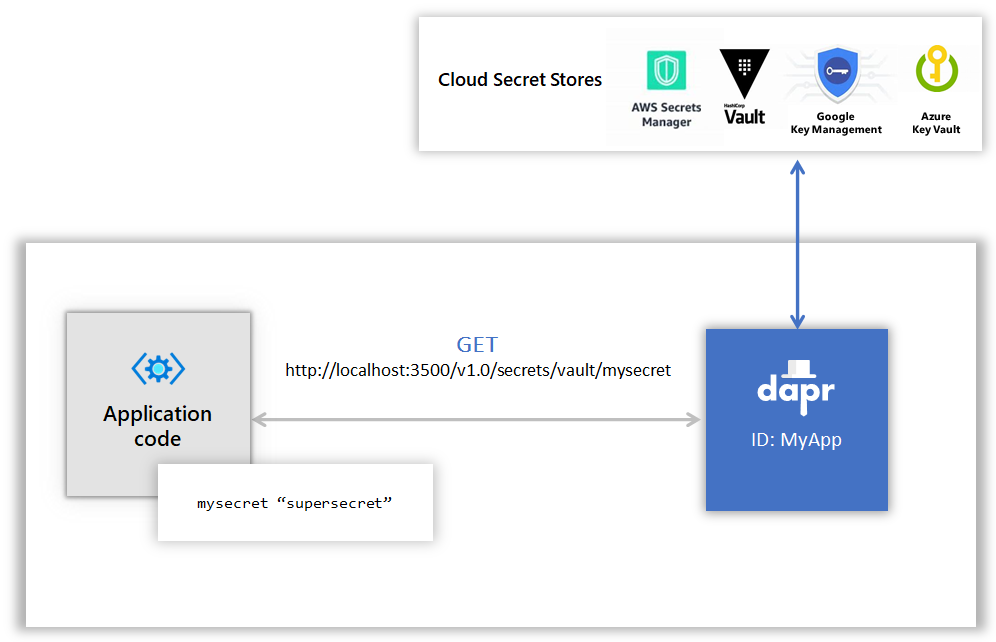 Cloud Secret Stores
AWS Secrets
Manager
HashiCorp
Vault
Google
Key Management
Azure
Key Vault
GET
http://localhost:3500/v1.0/secrets/vault/mysecret
Application
code
mysecret “supersecret”
dapr
ID: MyApp